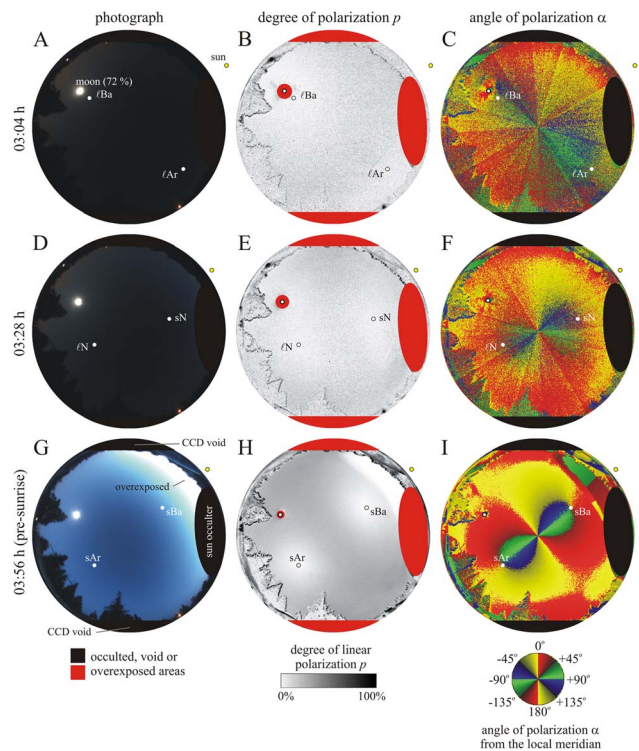 photograph
degree of polarization p
angle of polarization α
A
B
C
sun
moon (72 %)
ℓBa
ℓBa
ℓBa
ℓAr
ℓAr
ℓAr
03:04 h
D
E
F
sN
sN
sN
ℓN
ℓN
ℓN
03:28 h
G
H
I
CCD void
overexposed
sBa
sBa
sBa
sun occulter
sAr
sAr
sAr
03:56 h (pre-sunrise)
CCD void
occulted, void or
overexposed areas
degree of linear
polarization p
0%
100%
0°
-45°
+45°
-90°
+90°
-135°
+135°
180°
angle of polarization α
from the local meridian